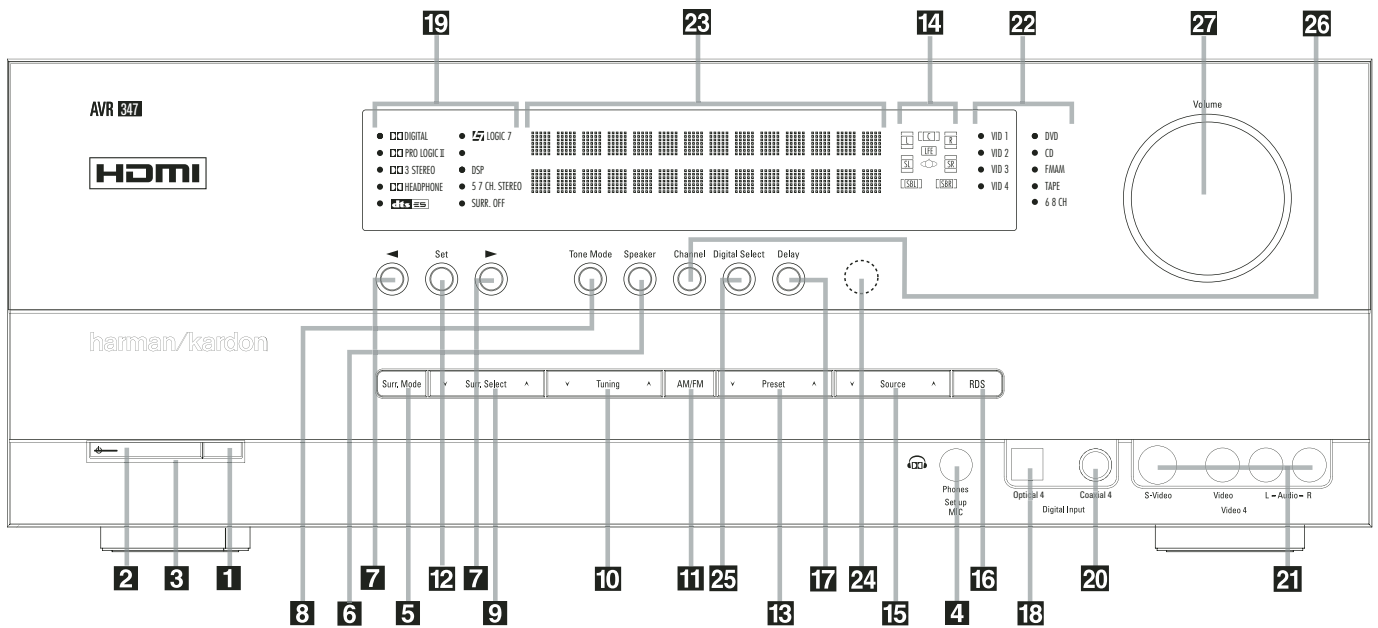 19 23 14 22 27 26
AVR 347
HDMI
DIGITAL
PRO LOGIC II
3 STEREO
HEADPHONE
dts ES
LOGIC 7
DSP
5 7 CH. STEREO
SURR. OFF
L C R
LFE
SL SR
SBL SBR
VID 1
VID 2
VID 3
VID 4
DVD
CD
FMAM
TAPE
6 8 CH
Volume
Set
Tone Mode Speaker Channel Digital Select Delay
harman/kardon
Surr. Mode Surr. Select Tuning AM/FM Preset Source RDS
Phones
Set up
MIC
Optical 4 Coaxial 4
Digital Input
S-Video Video L – Audio – R
Video 4
2 3 1 7 12 7 10 11 25 17 24 16 20 21
8 6 5 9 13 15 4 18